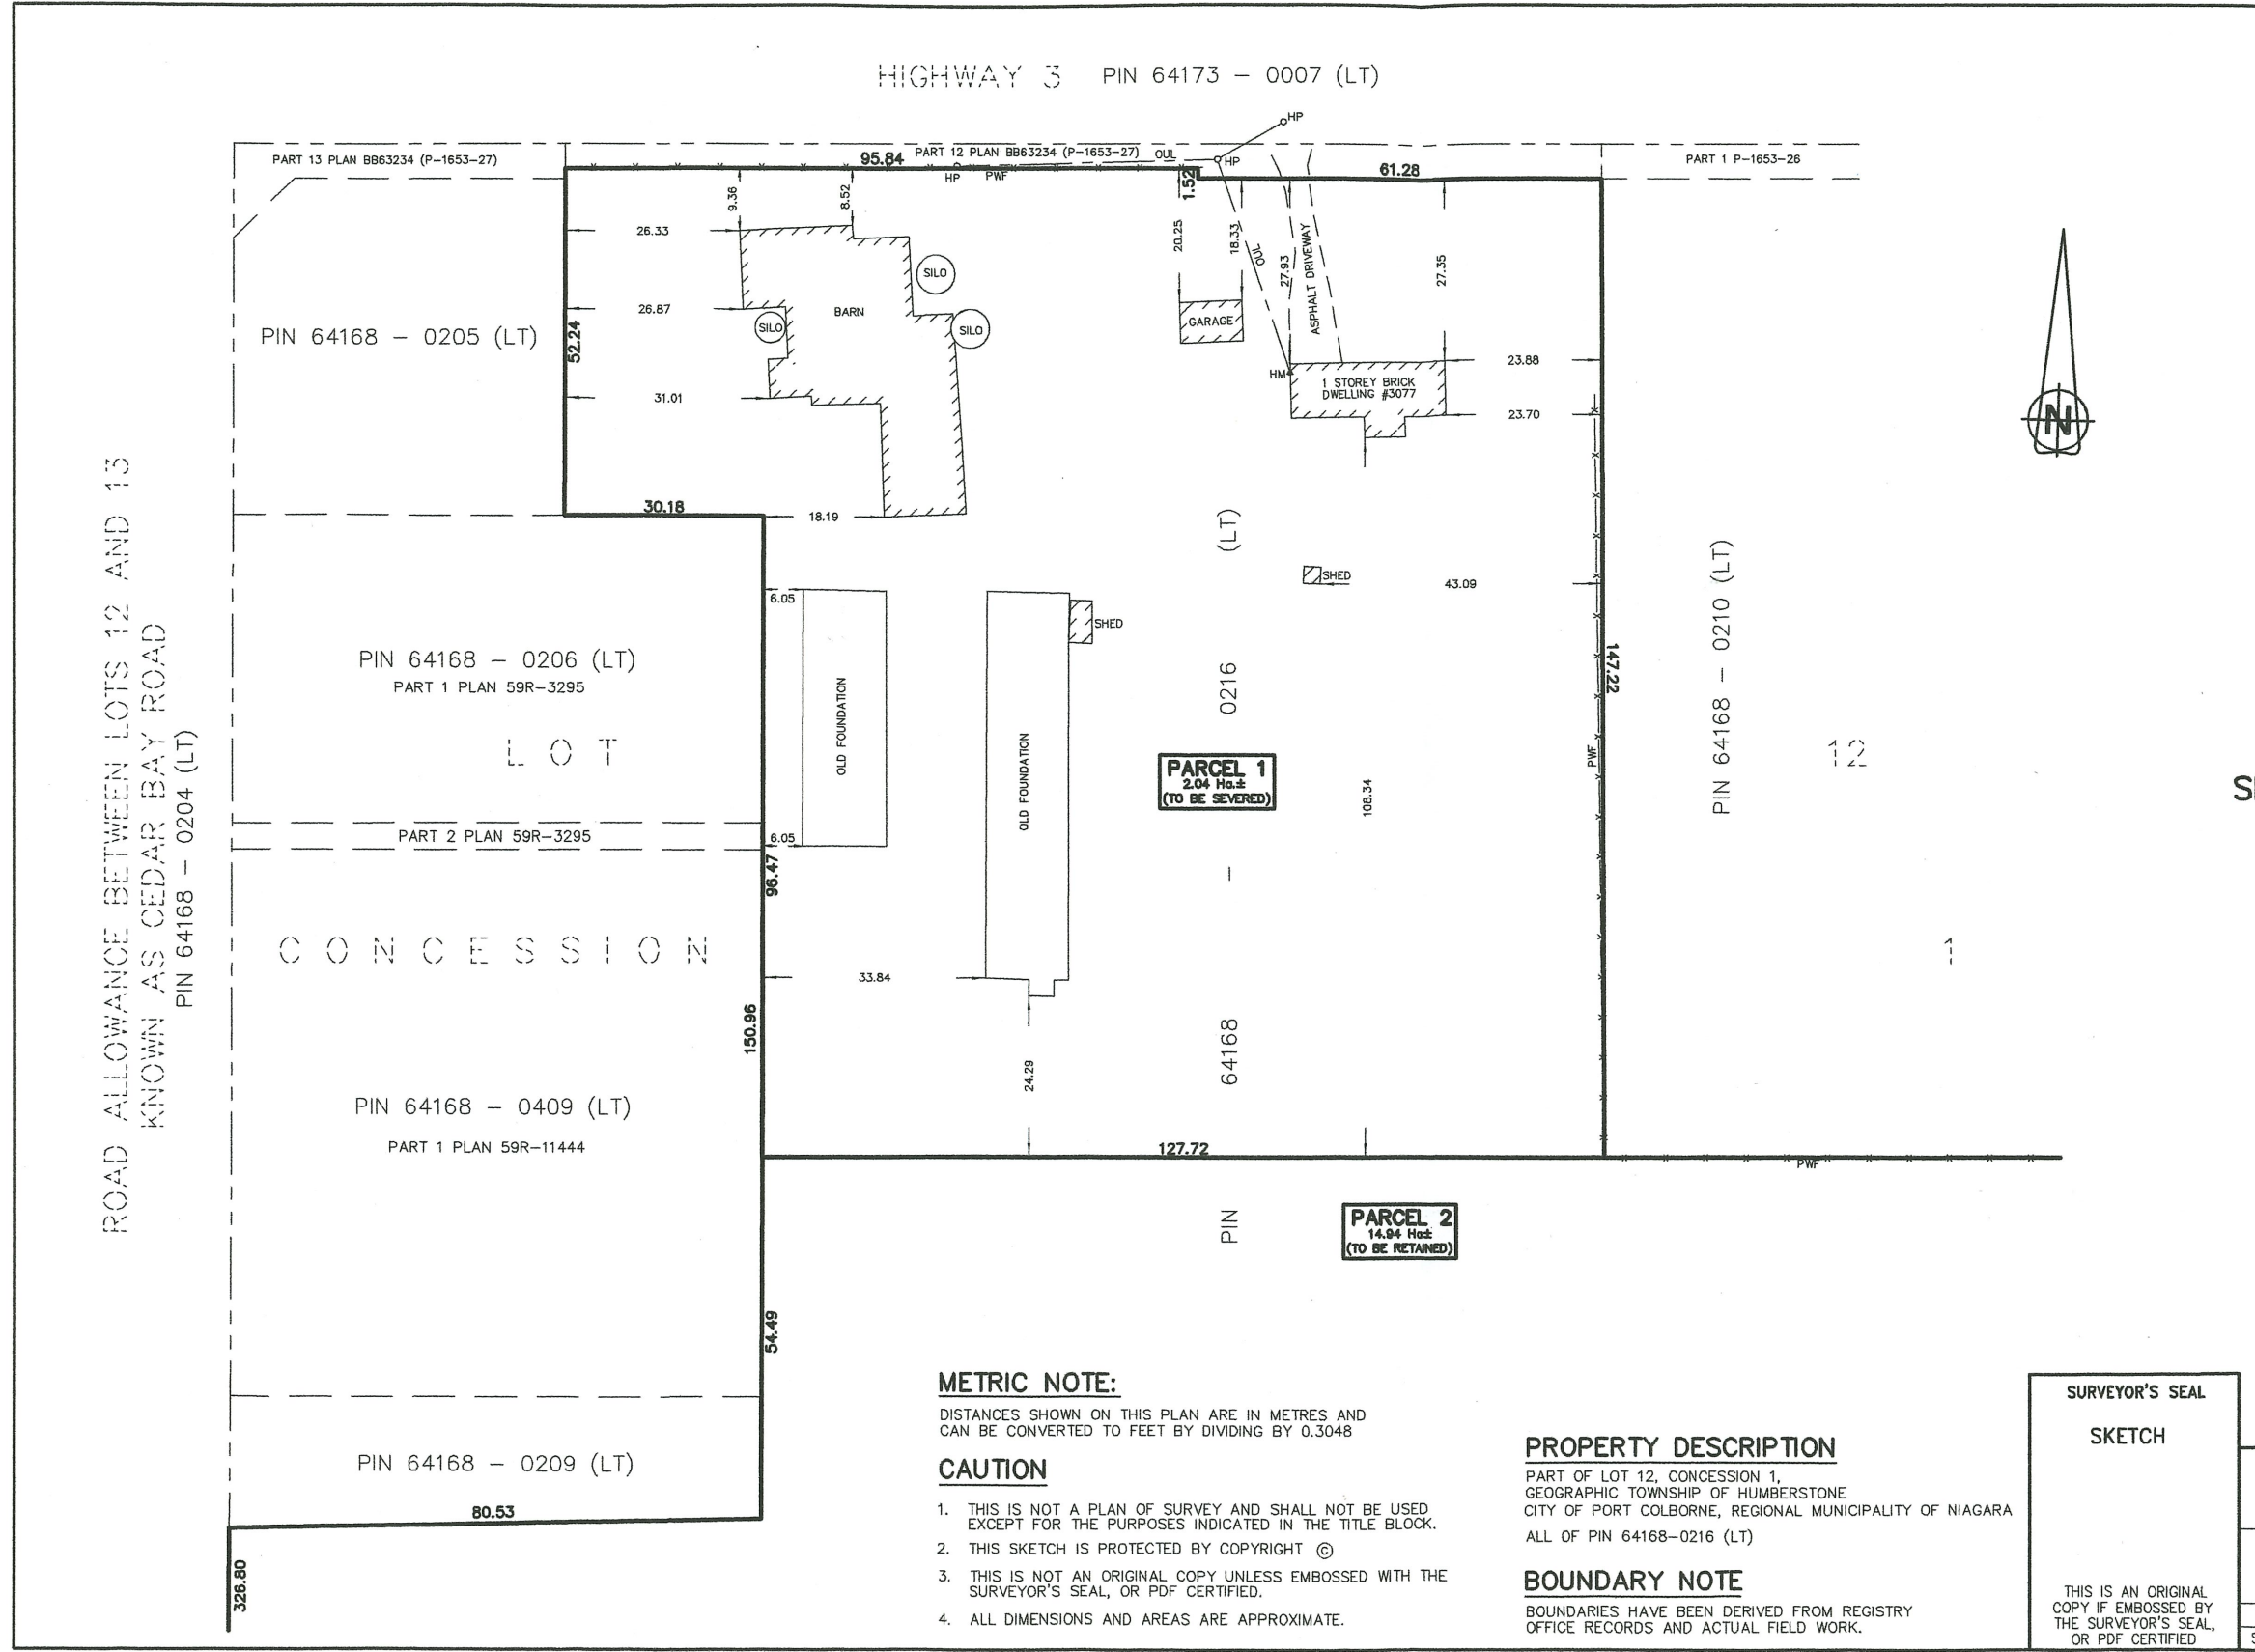 HIGHWAY 3 PIN 64173 – 0007 (LT)
HP
PART 13 PLAN BB63234 (P–1653–27)
95.84
PART 12 PLAN BB63234 (P–1653–27)
OUL
HP
PART 1 P–1653–26
HP
PWF
1.52
61.28
9.36
8.52
26.33
20.25
18.33
OUL
27.93
ASPHALT DRIVEWAY
27.35
SILO
26.87
BARN
SILO
SILO
GARAGE
PIN 64168 – 0205 (LT)
52.24
23.88
HM
1 STOREY BRICK
DWELLING #3077
31.01
23.70
N
30.18
18.19
(LT)
ROAD ALLOWANCE BETWEEN LOTS 12 AND 13
KNOWN AS CEDAR BAY ROAD
PIN 64168 – 0204 (LT)
SHED
43.09
6.05
SHED
PIN 64168 – 0206 (LT)
PART 1 PLAN 59R–3295
0216
147.22
PIN 64168 – 0210 (LT)
OLD FOUNDATION
OLD FOUNDATION
LOT
12
PWF
PARCEL 1
2.04 Ha.±
(TO BE SEVERED)
108.34
S
PART 2 PLAN 59R–3295
6.05
96.47
–
CONCESSION
1
33.84
150.96
24.29
64168
PIN 64168 – 0409 (LT)
PART 1 PLAN 59R–11444
127.72
PWF
PIN
PARCEL 2
14.94 Ha±
(TO BE RETAINED)
54.49
PIN 64168 – 0209 (LT)
80.53
326.80
METRIC NOTE:
DISTANCES SHOWN ON THIS PLAN ARE IN METRES AND
CAN BE CONVERTED TO FEET BY DIVIDING BY 0.3048
CAUTION
1. THIS IS NOT A PLAN OF SURVEY AND SHALL NOT BE USED
EXCEPT FOR THE PURPOSES INDICATED IN THE TITLE BLOCK.
2. THIS SKETCH IS PROTECTED BY COPYRIGHT ©
3. THIS IS NOT AN ORIGINAL COPY UNLESS EMBOSSED WITH THE
SURVEYOR'S SEAL, OR PDF CERTIFIED.
4. ALL DIMENSIONS AND AREAS ARE APPROXIMATE.
PROPERTY DESCRIPTION
PART OF LOT 12, CONCESSION 1,
GEOGRAPHIC TOWNSHIP OF HUMBERSTONE
CITY OF PORT COLBORNE, REGIONAL MUNICIPALITY OF NIAGARA
ALL OF PIN 64168–0216 (LT)
BOUNDARY NOTE
BOUNDARIES HAVE BEEN DERIVED FROM REGISTRY
OFFICE RECORDS AND ACTUAL FIELD WORK.
SURVEYOR'S SEAL
SKETCH
THIS IS AN ORIGINAL
COPY IF EMBOSSED BY
THE SURVEYOR'S SEAL,
OR PDF CERTIFIED